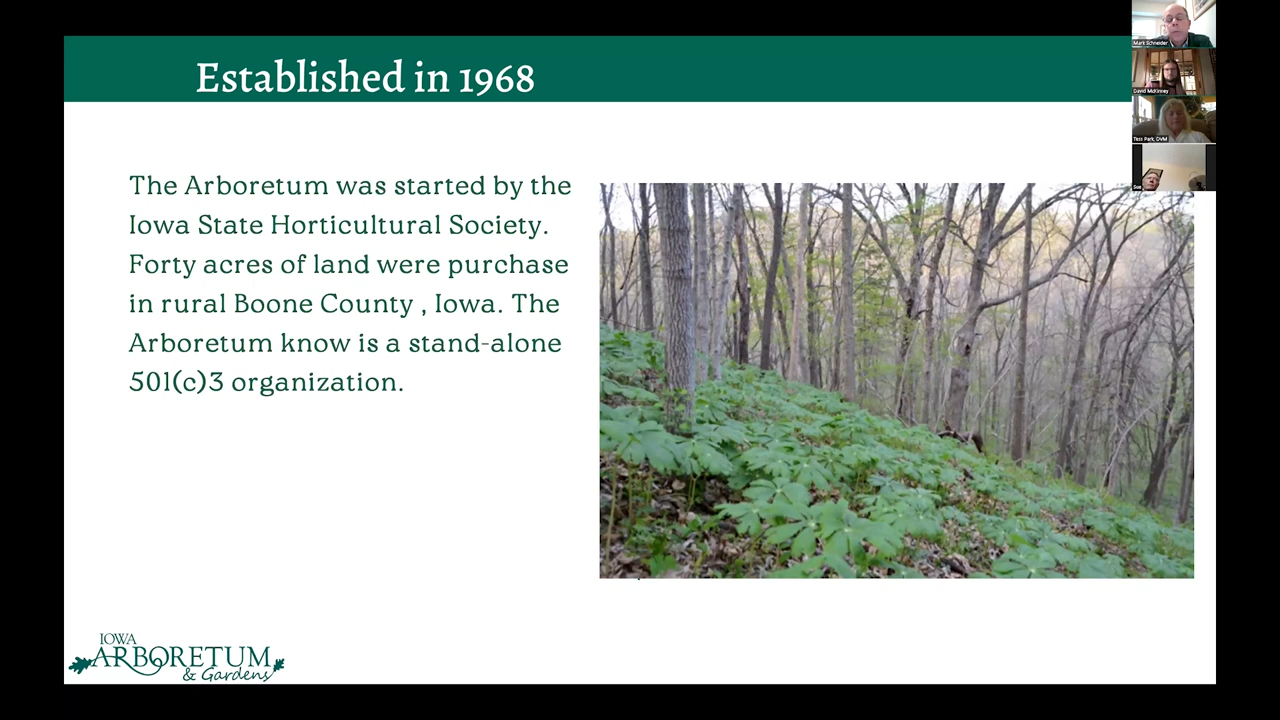 Established in 1968
The Arboretum was started by the
Iowa State Horticultural Society.
Forty acres of land were purchase
in rural Boone County , Iowa. The
Arboretum know is a stand-alone
501(c)3 organization.
IOWA
ARBORETUM
& Gardens
Mark Schneider
David McKinney
Tess Park, DVM
Sue